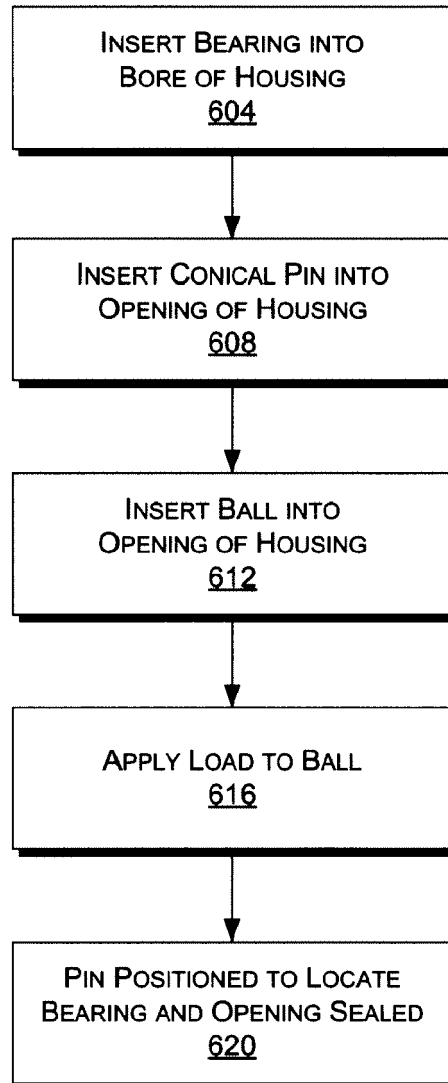 INSERT BEARING INTO
BORE OF HOUSING
604
INSERT CONICAL PIN INTO
OPENING OF HOUSING
608
INSERT BALL INTO
OPENING OF HOUSING
612
APPLY LOAD TO BALL
616
PIN POSITIONED TO LOCATE
BEARING AND OPENING SEALED
620